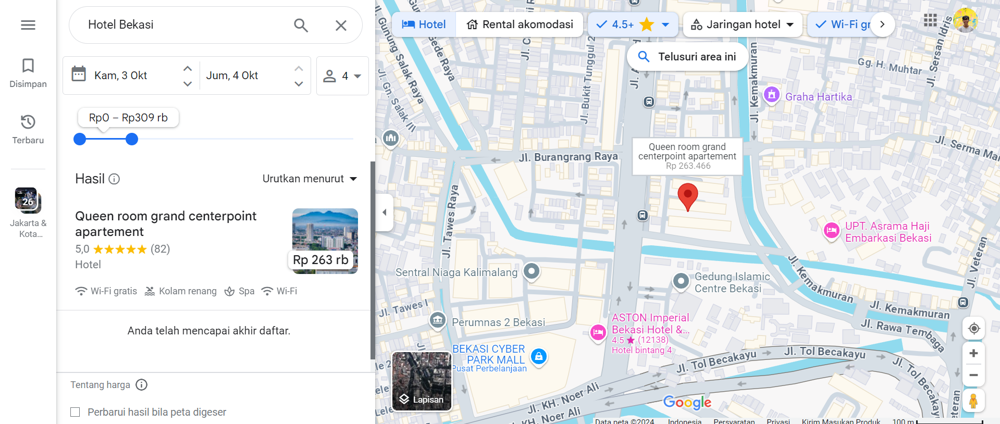 Hotel Bekasi
Disimpan
Terbaru
26
Jakarta &
Kota...
Kam, 3 Okt
Jum, 4 Okt
4
Rp0 – Rp309 rb
Hasil
Urutkan menurut
Queen room grand centerpoint
apartement
5,0 (82)
Hotel
Rp 263 rb
Wi-Fi gratis Kolam renang Spa Wi-Fi
Anda telah mencapai akhir daftar.
Tentang harga
Perbarui hasil bila peta digeser
Hotel
Rental akomodasi
4.5+
Jaringan hotel
Wi-Fi gr
Telusuri area ini
Jl. Gunung Salak Raya
Gede Raya
Jl. Gn. Salak III
Jl. Bukit Tunggul 2
Jl. Kemakmuran
Gg. H. Muhtar
Jl. Sersan Idris
Graha Hartika
Jl. Serma Mar
Jl. Burangrang Raya
Queen room grand
centerpoint apartement
Rp 263.466
Jl. Tawes Raya
UPT. Asrama Haji
Embarkasi Bekasi
Jl. Veteran
Sentral Niaga Kalimalang
Gedung Islamic
Centre Bekasi
Jl. Kemakmuran
Jl. Kemakmuran
Jl. Tawes I
Perumnas 2 Bekasi
ASTON Imperial
Bekasi Hotel &...
4.5 (12138)
Hotel bintang 4
Jl. Rawa Tembaga
BEKASI CYBER
PARK MALL
Pusat Perbelanjaan
Jl. Tol Becakayu
Jl. Tol Becakayu
Jl. Tol Becakayu
Jl. KH. Noer Ali
KH. Noer Ali
Lapisan
Google
Data peta ©2024 Indonesia Persyaratan Privasi Kirim Masukan Produk 100 m